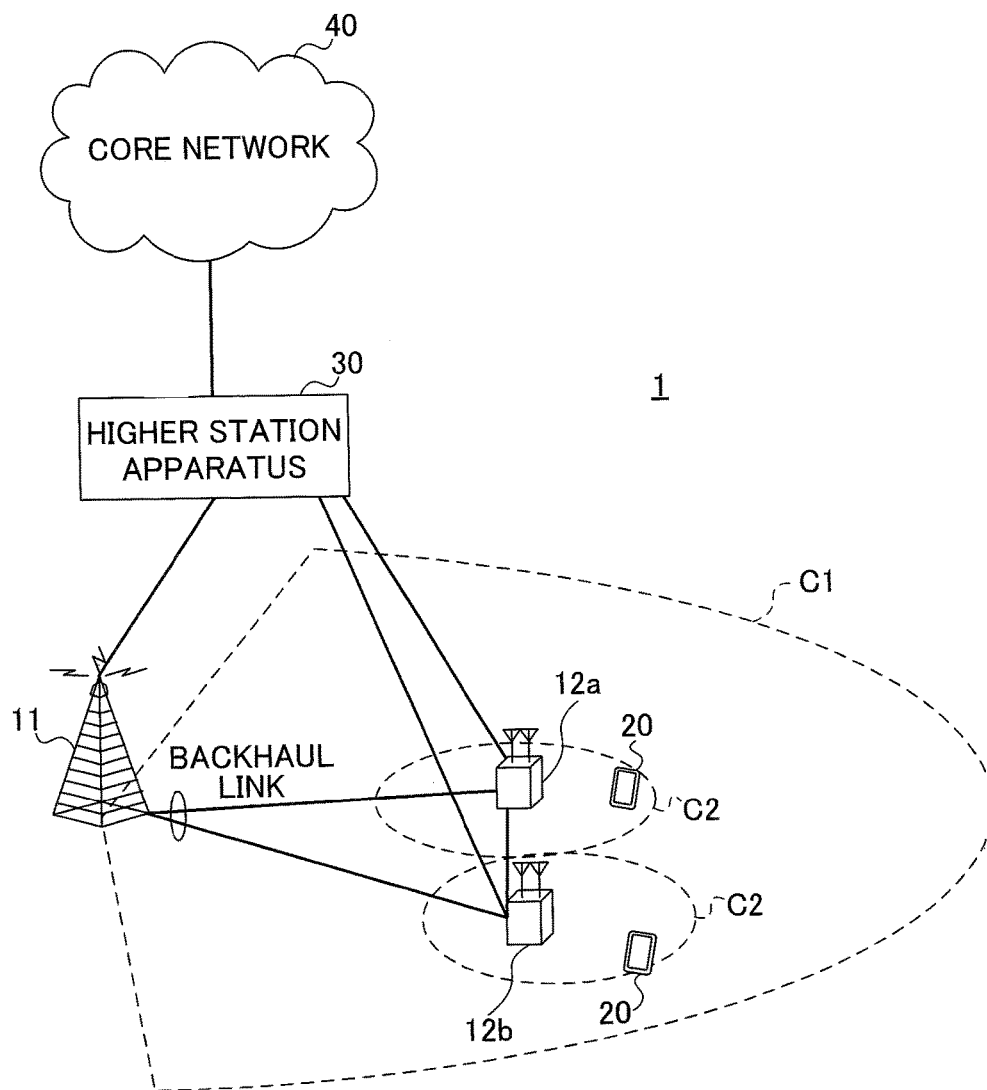 40
CORE NETWORK
30
1
HIGHER STATION
APPARATUS
C1
12a
20
11
BACKHAUL
LINK
C2
C2
12b
20